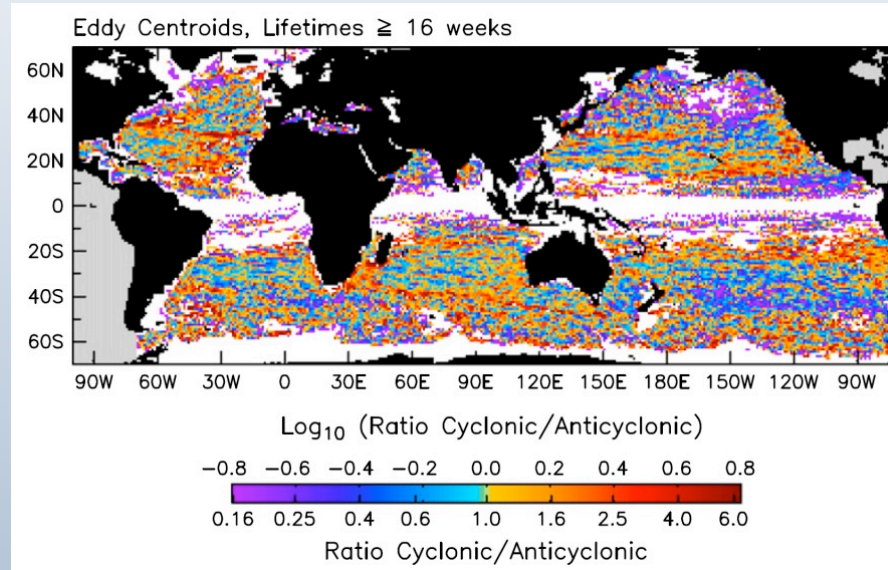 Eddy Centroids, Lifetimes ≧ 16 weeks
60N
40N
20N
0
20S
40S
60S
90W 60W 30W 0 30E 60E 90E 120E 150E 180E 150W 120W 90W
Log₁₀ (Ratio Cyclonic/Anticyclonic)
−0.8 −0.6 −0.4 −0.2 0.0 0.2 0.4 0.6 0.8
0.16 0.25 0.4 0.6 1.0 1.6 2.5 4.0 6.0
Ratio Cyclonic/Anticyclonic